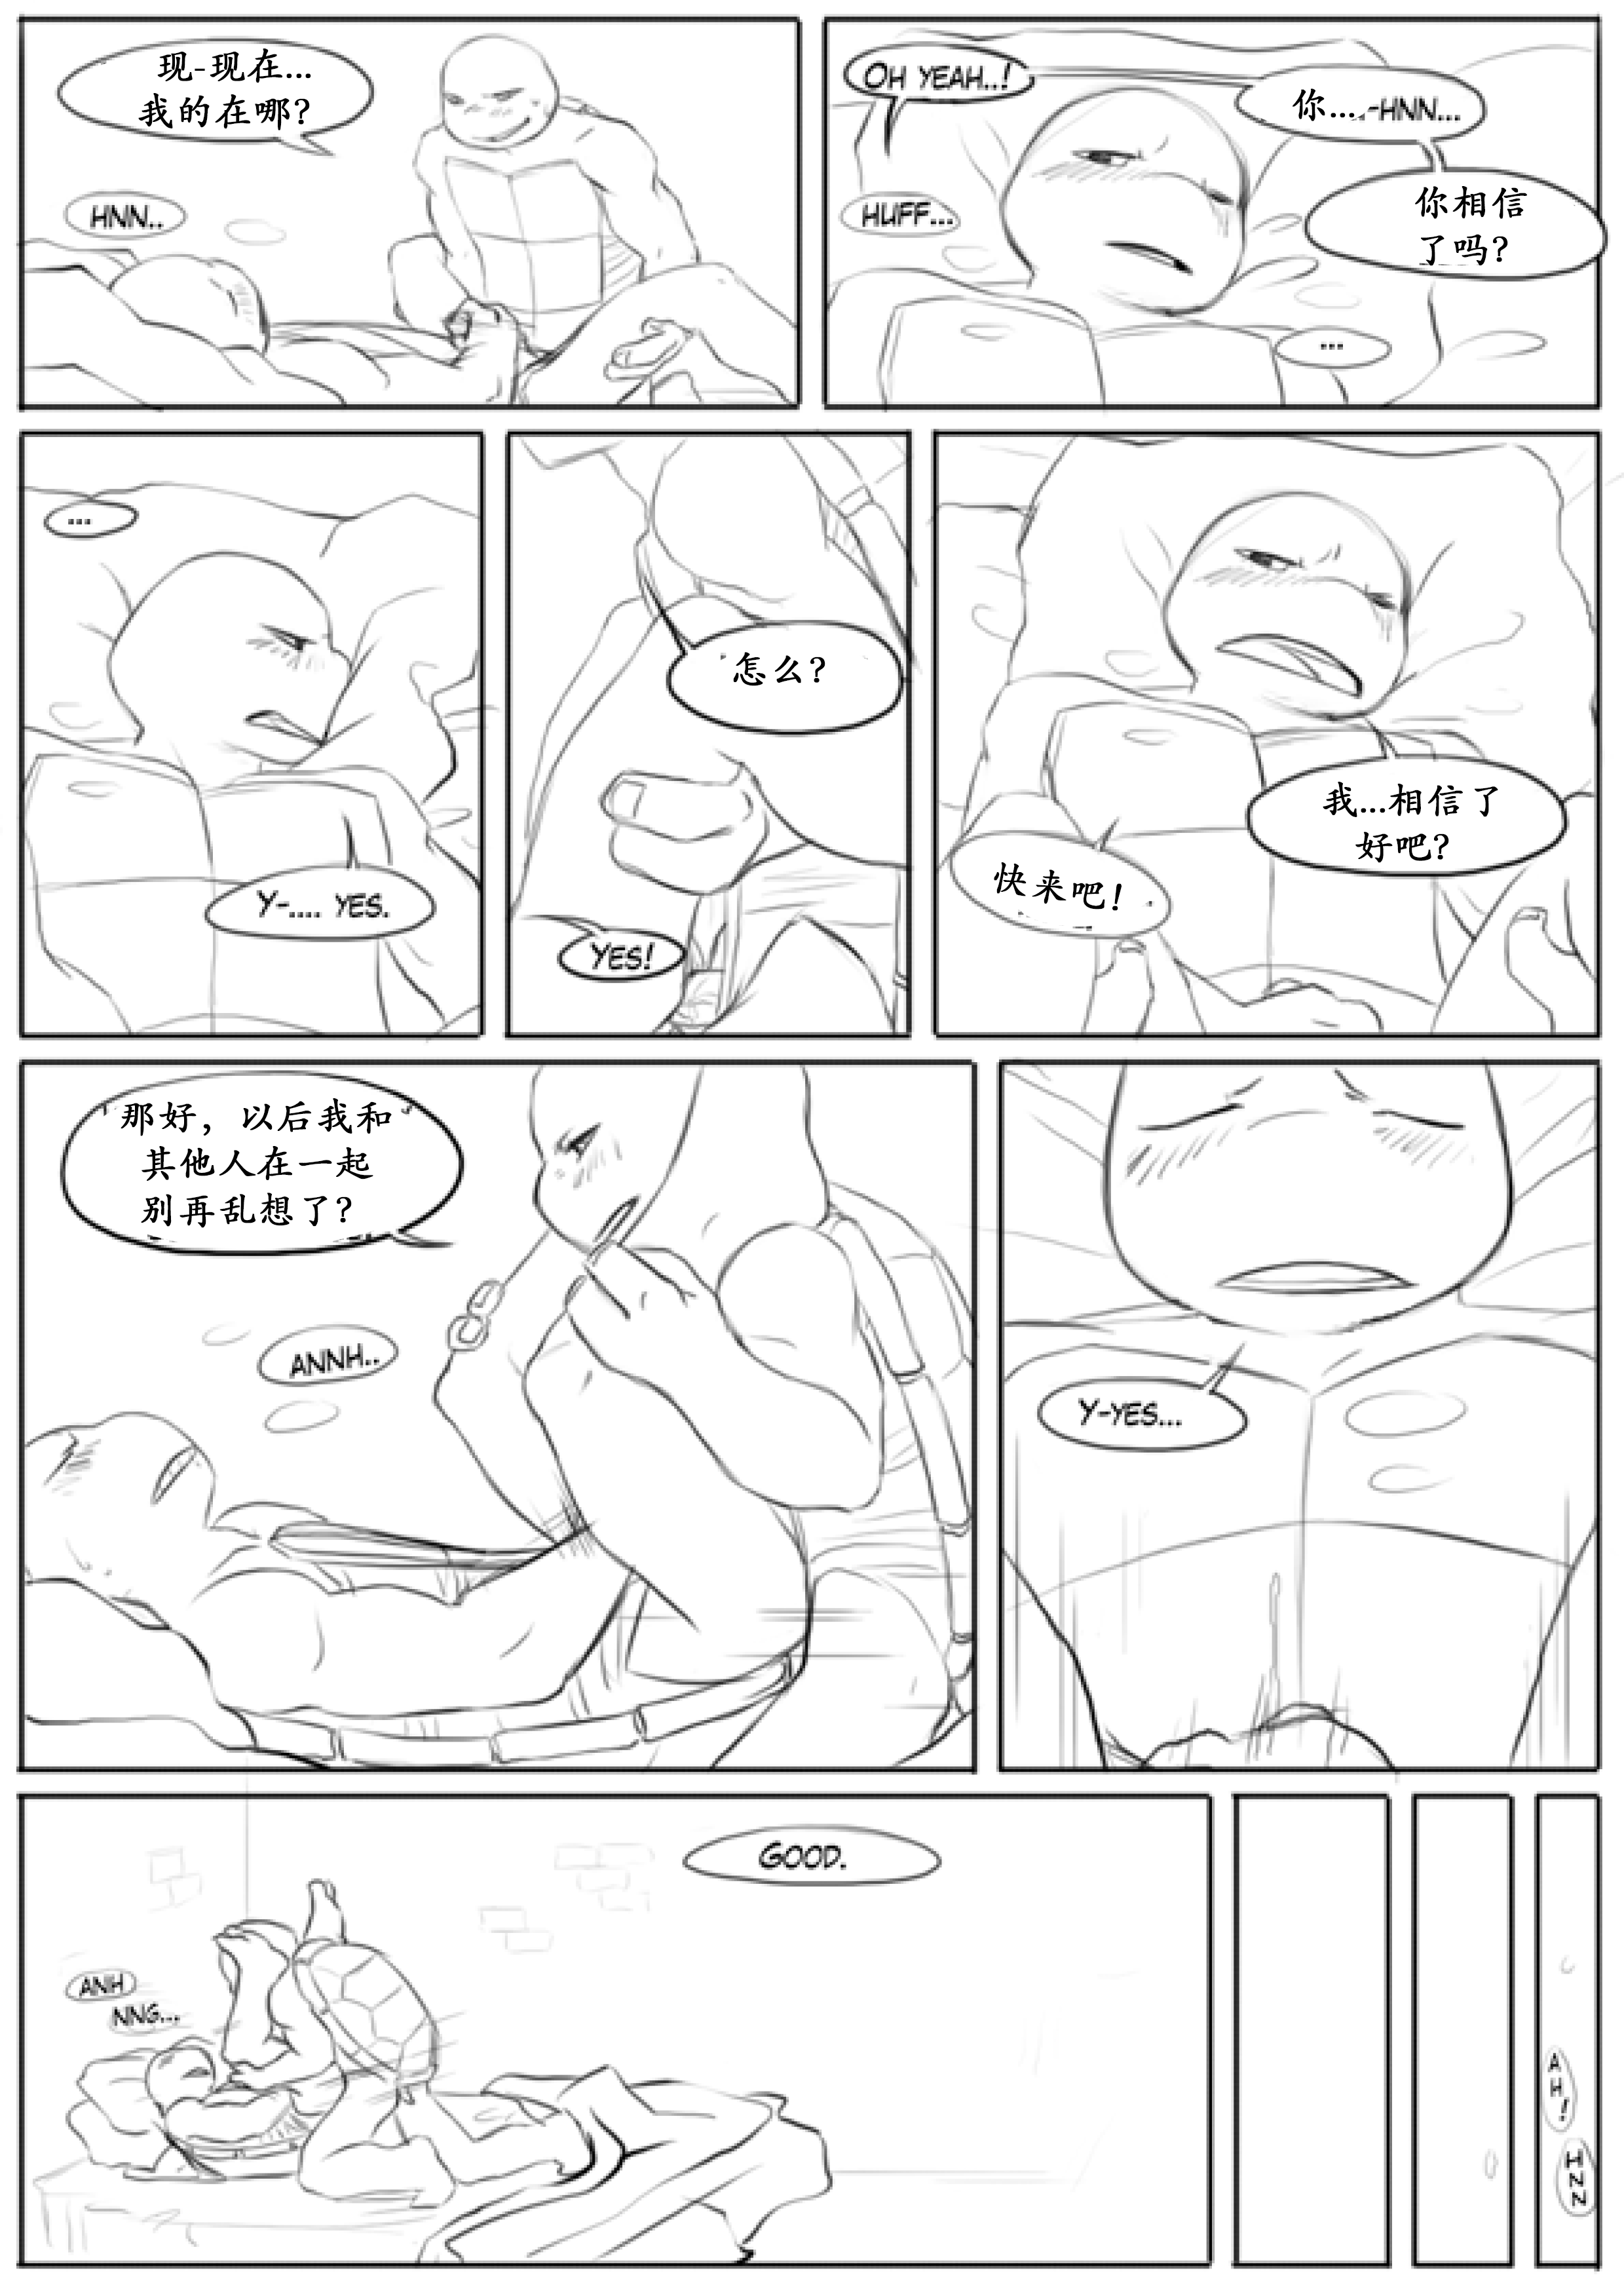 现-现在...
我的在哪?
HNN..
OH YEAH..!
你....-HNN...
HUFF...
你相信
了吗?
...
...
Y-.... YES.
怎么?
YES!
我...相信了
好吧?
快来吧!
那好，以后我和
其他人在一起
别再乱想了?
ANNH..
Y-YES...
GOOD.
ANH
NNG...
AH!
HNN